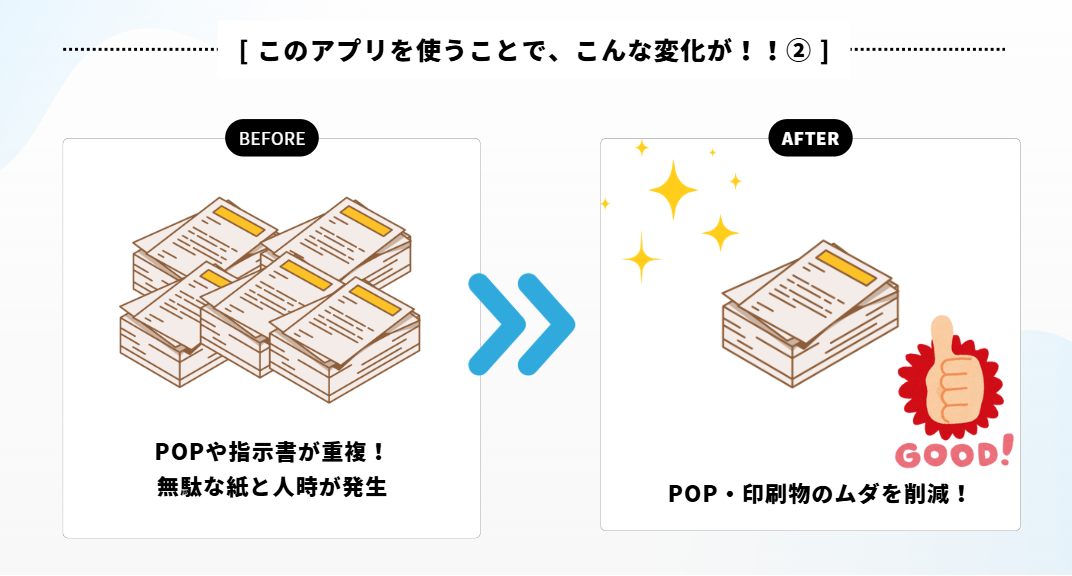 [ このアプリを使うことで、こんな変化が！！② ]
BEFORE
POPや指示書が重複！
無駄な紙と人時が発生
AFTER
GOOD!
POP・印刷物のムダを削減！